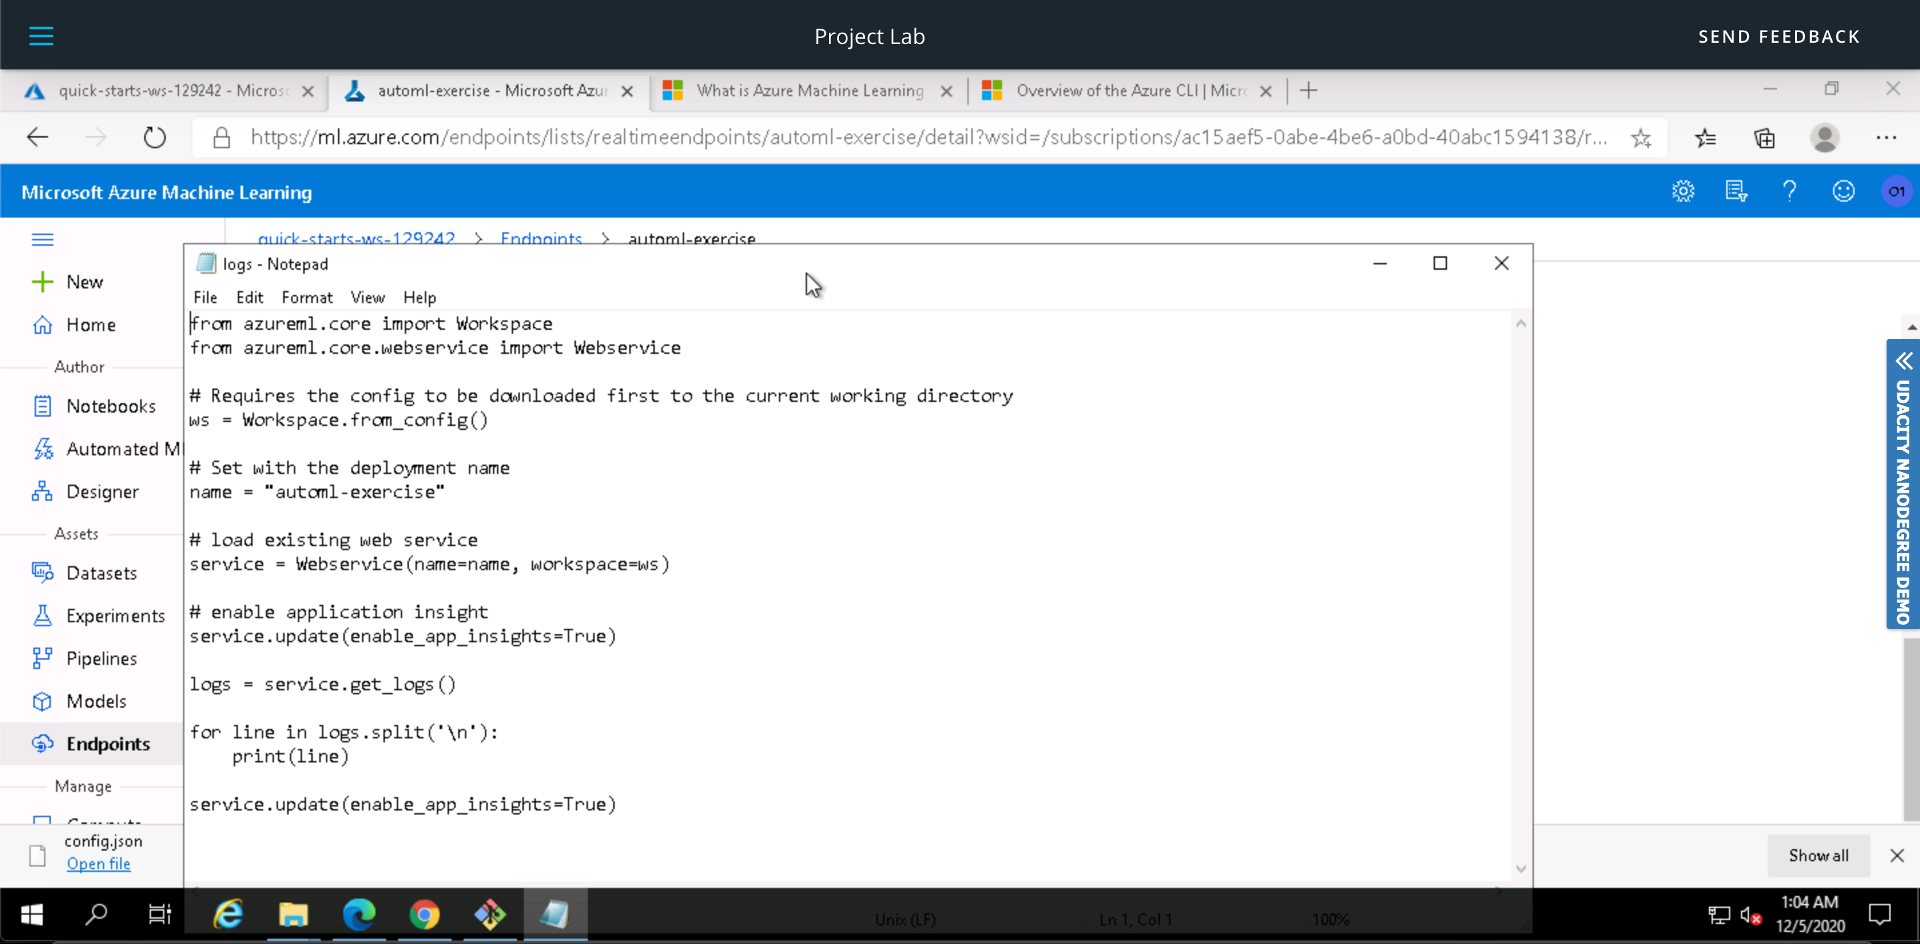 Project Lab
SEND FEEDBACK
quick-starts-ws-129242 - Micros
automl-exercise - Microsoft Azur
What is Azure Machine Learning
Overview of the Azure CLI | Micr
https://ml.azure.com/endpoints/lists/realtimeendpoints/automl-exercise/detail?wsid=/subscriptions/ac15aef5-0abe-4be6-a0bd-40abc1594138/r...
Microsoft Azure Machine Learning
01
quick-starts-ws-129242 > Endpoints > automl-exercise
New
Home
Author
Notebooks
Automated M
Designer
Assets
Datasets
Experiments
Pipelines
Models
Endpoints
Manage
Compute
logs - Notepad
File Edit Format View Help
from azureml.core import Workspace
from azureml.core.webservice import Webservice
# Requires the config to be downloaded first to the current working directory
ws = Workspace.from_config()
# Set with the deployment name
name = "automl-exercise"
# load existing web service
service = Webservice(name=name, workspace=ws)
# enable application insight
service.update(enable_app_insights=True)
logs = service.get_logs()
for line in logs.split('\n'):
    print(line)
service.update(enable_app_insights=True)
Unix (LF)
Ln 1, Col 1
100%
UDACITY NANODEGREE DEMO
config.json
Open file
Show all
1:04 AM
12/5/2020